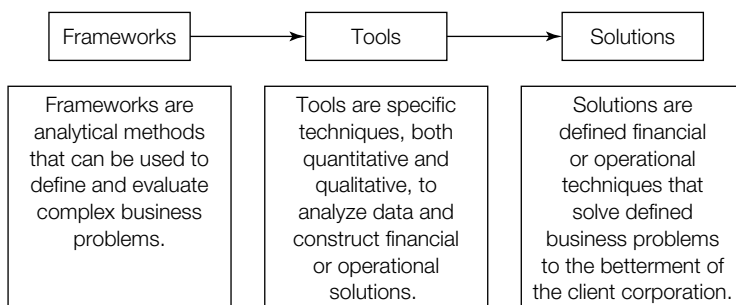 Frameworks
Tools
Solutions
Frameworks are
analytical methods
that can be used to
define and evaluate
complex business
problems.
Tools are specific
techniques, both
quantitative and
qualitative, to
analyze data and
construct financial
or operational
solutions.
Solutions are
defined financial
or operational
techniques that
solve defined
business problems
to the betterment of
the client corporation.